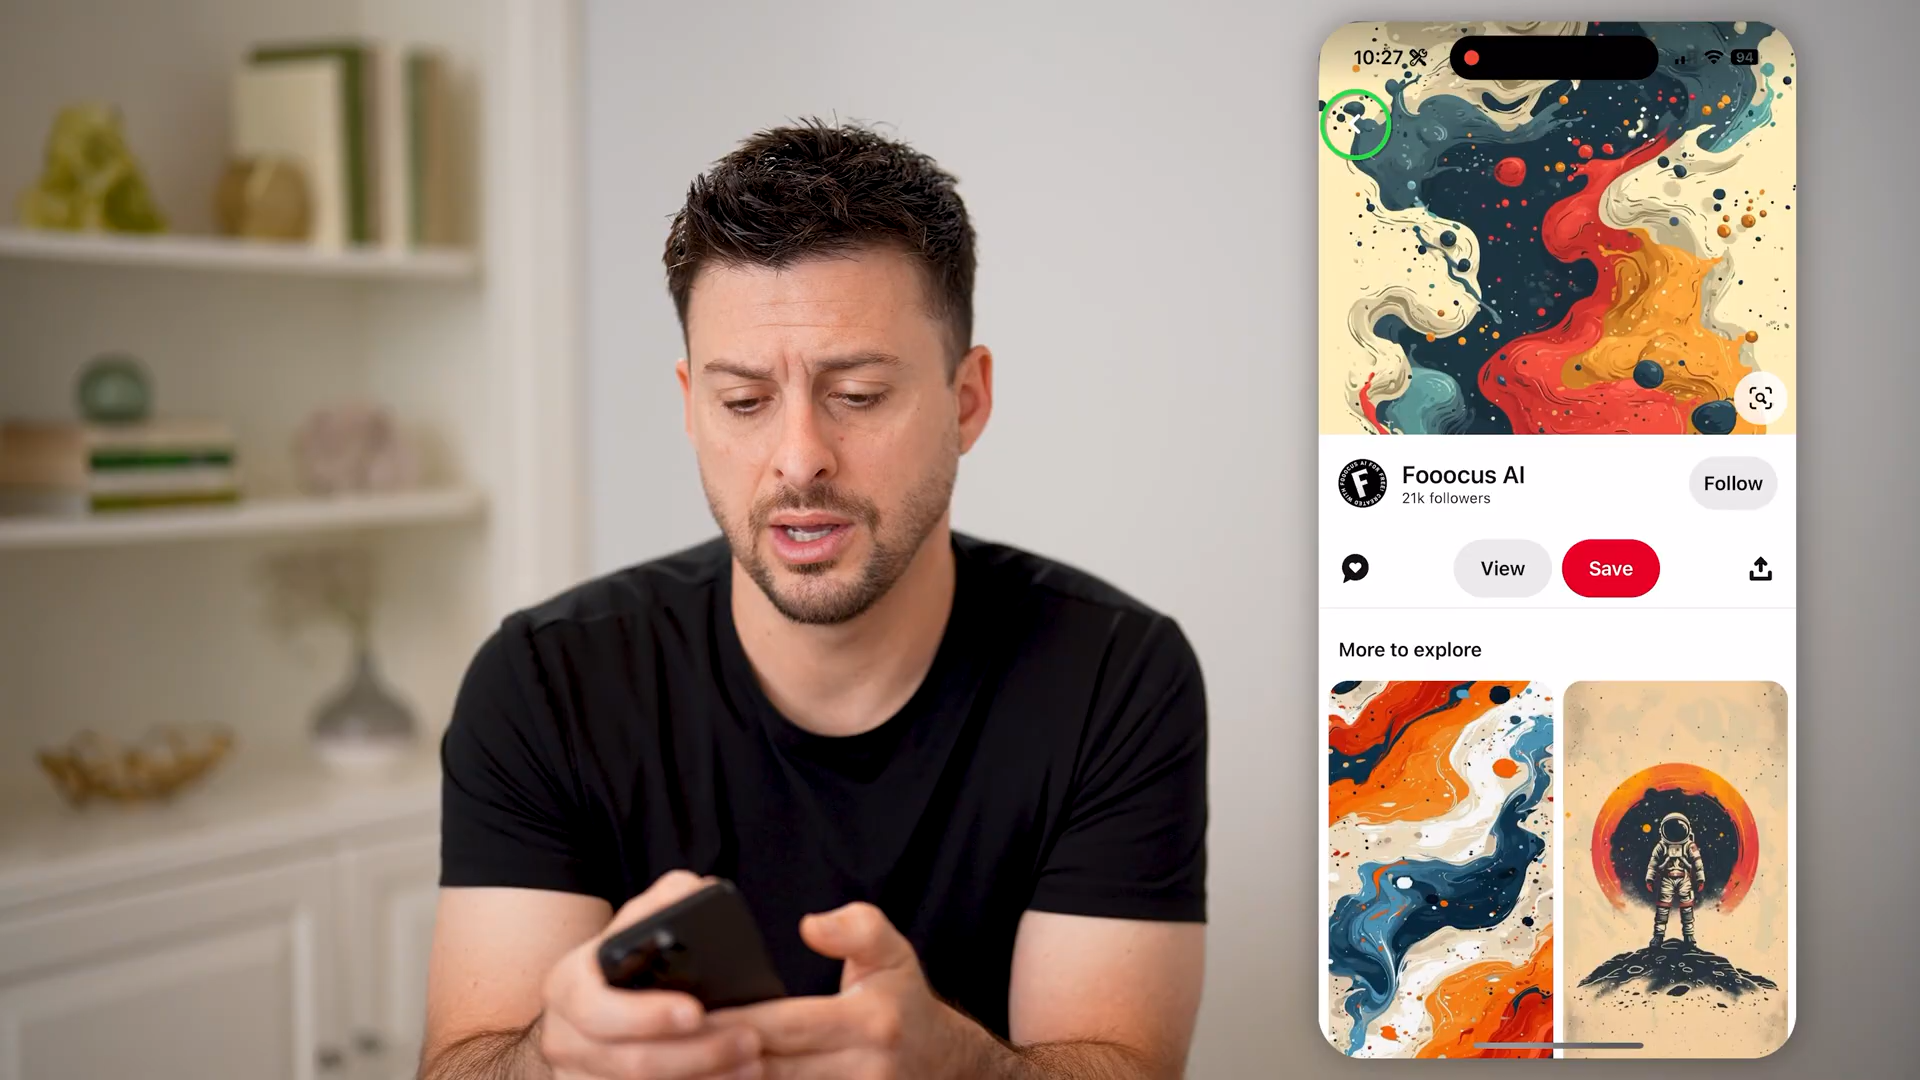 10:27
94
Fooocus AI
21k followers
Follow
View
Save
More to explore